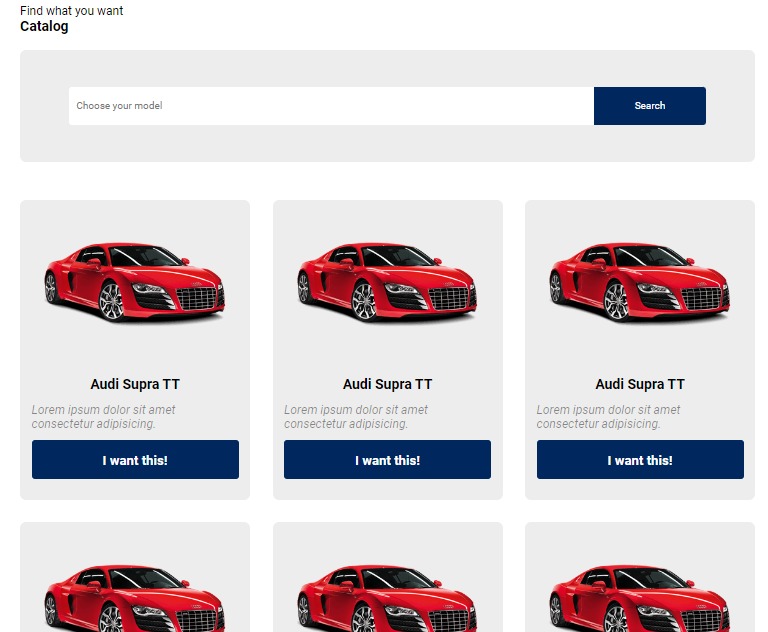 Find what you want
Catalog
Choose your model
Search
Audi Supra TT
Audi Supra TT
Audi Supra TT
Lorem ipsum dolor sit amet
consectetur adipisicing.
Lorem ipsum dolor sit amet
consectetur adipisicing.
Lorem ipsum dolor sit amet
consectetur adipisicing.
I want this!
I want this!
I want this!